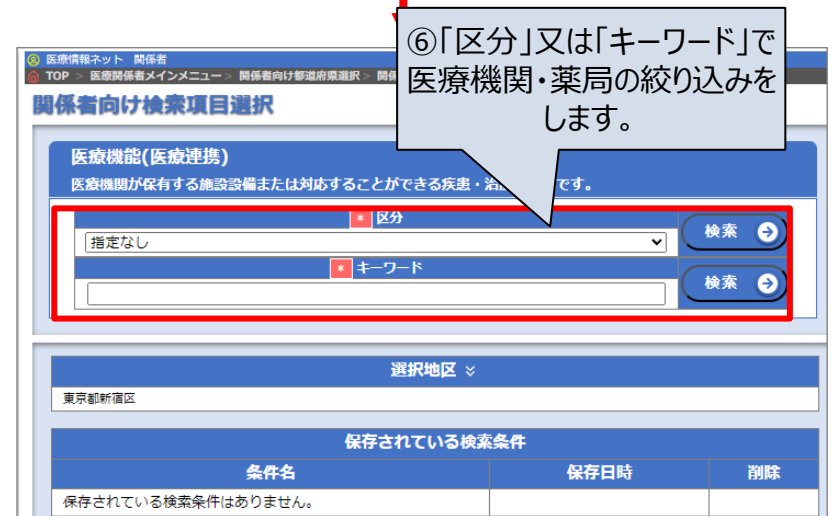 ⑥「区分」又は「キーワード」で
医療機関・薬局の絞り込みを
します。
医療情報ネット 関係者
TOP > 医療関係者メインメニュー > 関係者向け都道府県選択 > 関係
関係者向け検索項目選択
医療機能(医療連携)
医療機関が保有する施設設備または対応することができる疾患・治 です。
* 区分
指定なし
検索
* キーワード
検索
選択地区
東京都新宿区
保存されている検索条件
条件名 保存日時 削除
保存されている検索条件はありません。